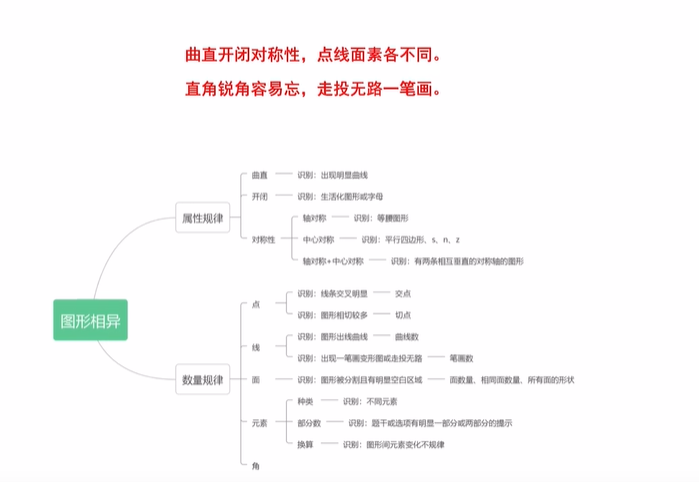 曲直开闭对称性，点线面素各不同。
直角锐角容易忘，走投无路一笔画。
图形相异
属性规律
曲直 识别：出现明显曲线
开闭 识别：生活化图形或字母
对称性
轴对称 识别：等腰图形
中心对称 识别：平行四边形、s、n、z
轴对称+中心对称 识别：有两条相互垂直的对称轴的图形
数量规律
点
识别：线条交叉明显 交点
识别：图形相切较多 切点
线
识别：图形出线曲线 曲线数
识别：出现一笔画变形图或走投无路 笔画数
面 识别：图形被分割且有明显空白区域 面数量、相同面数量、所有面的形状
元素
种类 识别：不同元素
部分数 识别：题干或选项有明显一部分或两部分的提示
换算 识别：图形间元素变化不规律
角